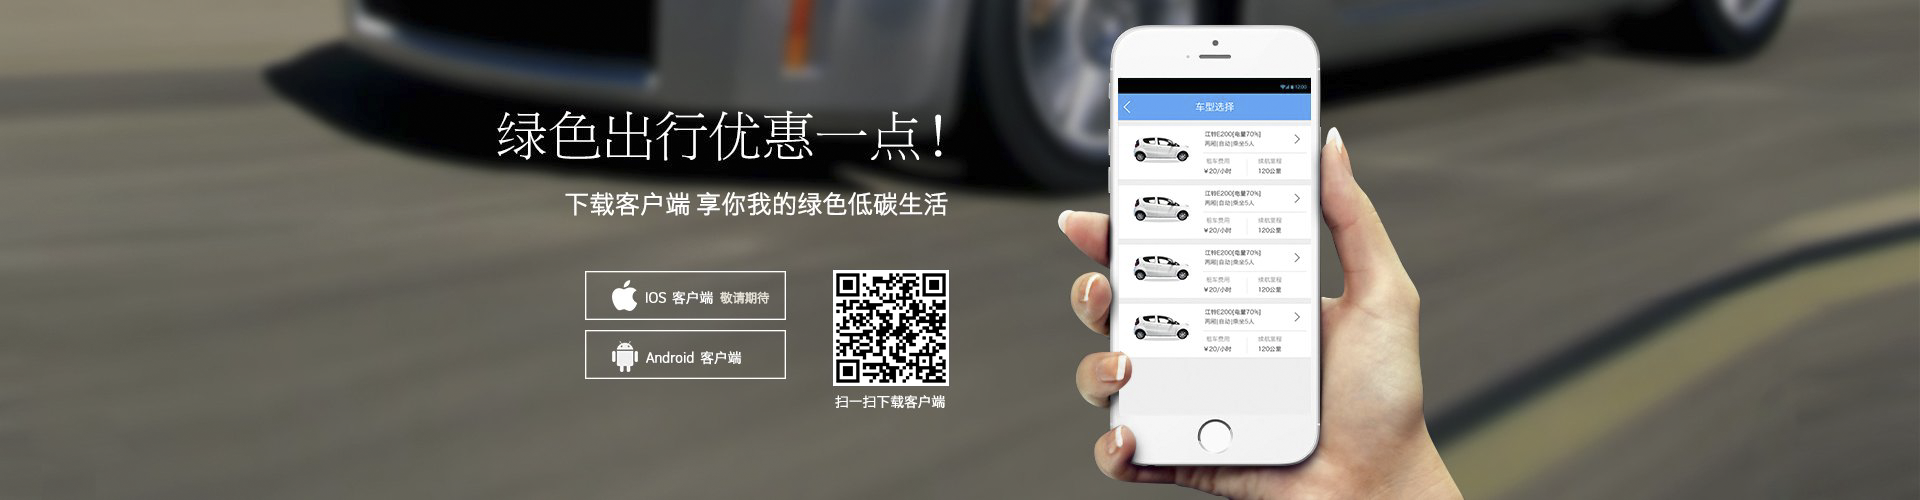 绿色出行优惠一点！
下载客户端 享你我的绿色低碳生活
IOS 客户端 敬请期待
Android 客户端
扫一扫下载客户端
12:00
车型选择
江铃E200[电量70%]
两厢|自动|乘坐5人
租车费用 续航里程
￥20/小时 120公里
江铃E200[电量70%]
两厢|自动|乘坐5人
租车费用 续航里程
￥20/小时 120公里
江铃E200[电量70%]
两厢|自动|乘坐5人
租车费用 续航里程
￥20/小时 120公里
江铃E200[电量70%]
两厢|自动|乘坐5人
租车费用 续航里程
￥20/小时 120公里